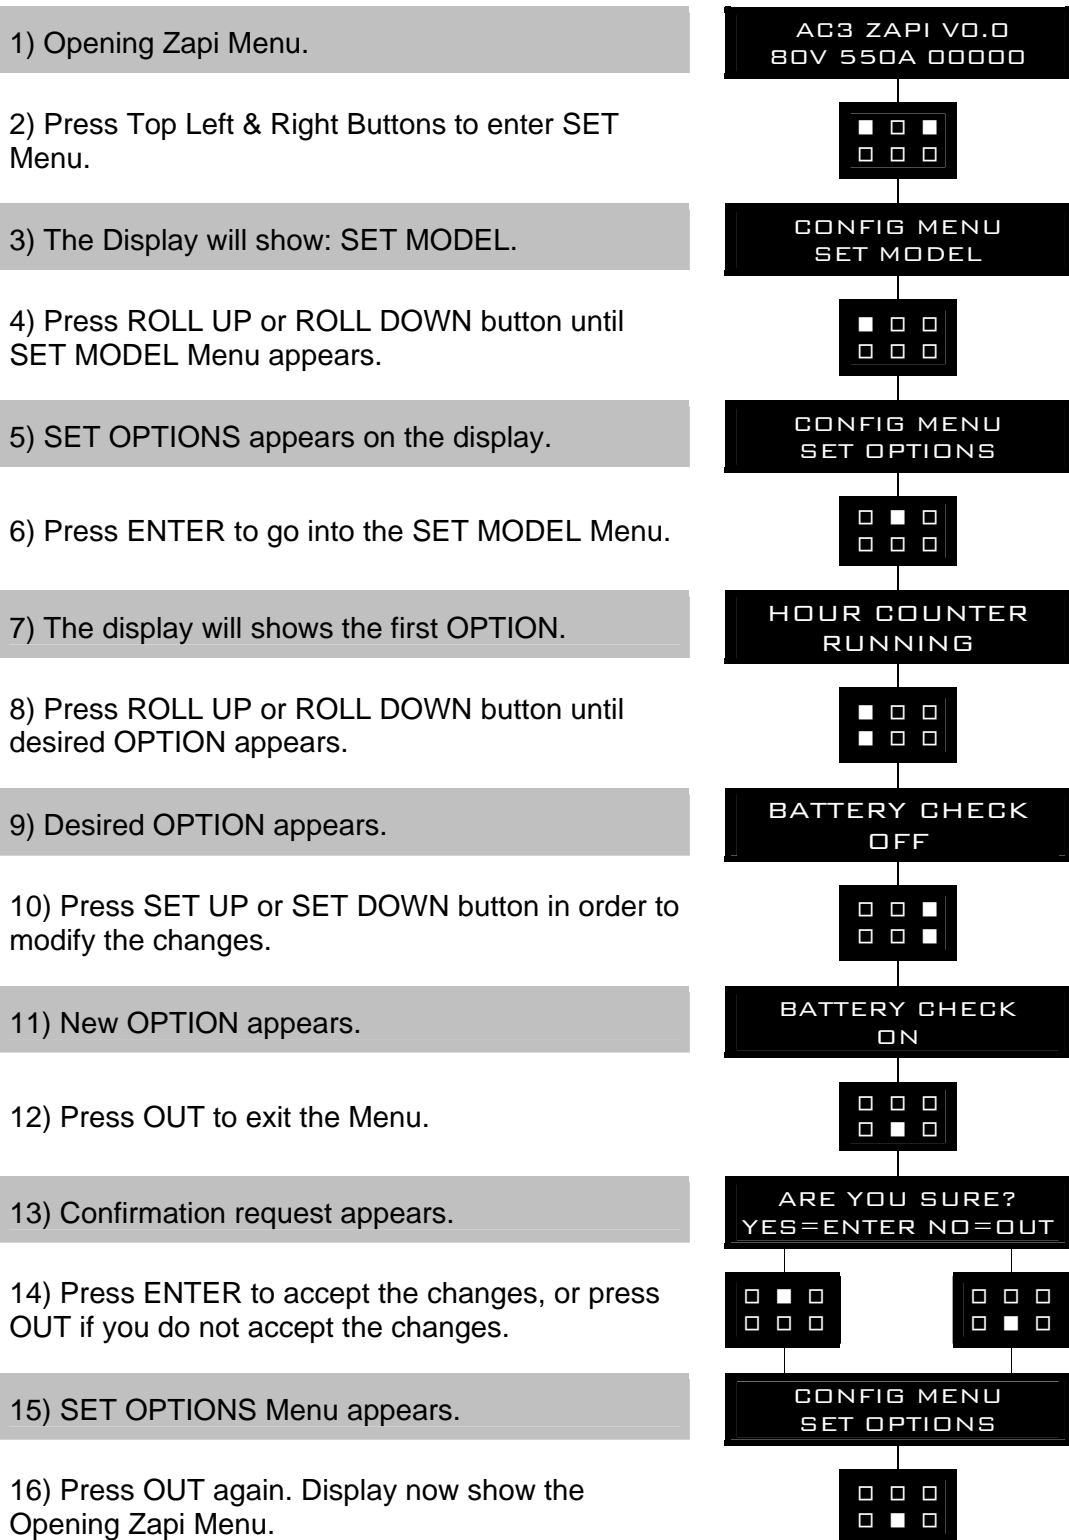 1) Opening Zapi Menu.
AC3 ZAPI V0.0
80V 550A 00000
2) Press Top Left & Right Buttons to enter SET
Menu.
3) The Display will show: SET MODEL.
CONFIG MENU
SET MODEL
4) Press ROLL UP or ROLL DOWN button until
SET MODEL Menu appears.
5) SET OPTIONS appears on the display.
CONFIG MENU
SET OPTIONS
6) Press ENTER to go into the SET MODEL Menu.
7) The display will shows the first OPTION.
HOUR COUNTER
RUNNING
8) Press ROLL UP or ROLL DOWN button until
desired OPTION appears.
9) Desired OPTION appears.
BATTERY CHECK
OFF
10) Press SET UP or SET DOWN button in order to
modify the changes.
11) New OPTION appears.
BATTERY CHECK
ON
12) Press OUT to exit the Menu.
13) Confirmation request appears.
ARE YOU SURE?
YES=ENTER NO=OUT
14) Press ENTER to accept the changes, or press
OUT if you do not accept the changes.
15) SET OPTIONS Menu appears.
CONFIG MENU
SET OPTIONS
16) Press OUT again. Display now show the
Opening Zapi Menu.